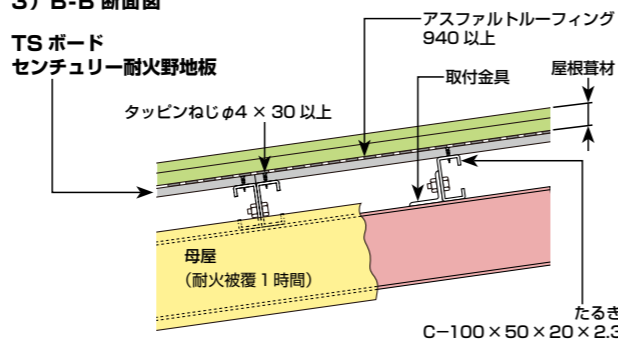 3）B-B 断面図
TS ボード
センチュリー耐火野地板
アスファルトルーフィング
940 以上
取付金具
屋根葺材
タッピンねじφ4 × 30 以上
母屋
（耐火被覆 1 時間）
たるき
C−100 × 50 × 20 × 2.3